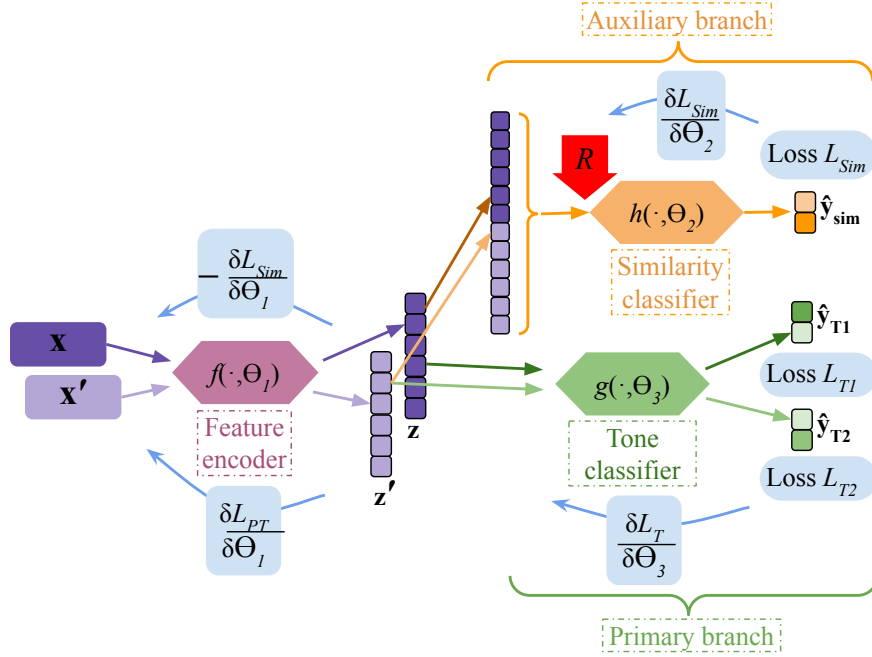 Auxiliary branch
δL_Sim
δΘ_2
Loss L_Sim
R
h(·,Θ_2)
ŷ_sim
Similarity
classifier
− δL_Sim
δΘ_1
x
x′
f(·,Θ_1)
Feature
encoder
z
z′
g(·,Θ_3)
Tone
classifier
ŷ_T1
Loss L_T1
ŷ_T2
Loss L_T2
δL_PT
δΘ_1
δL_T
δΘ_3
Primary branch